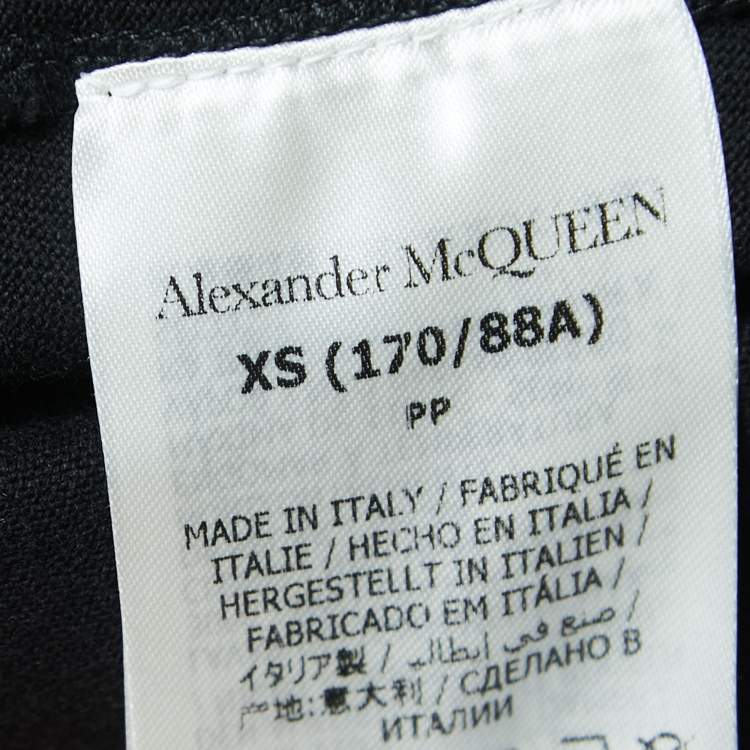 Alexander McQUEEN
XS (170/88A)
PP
MADE IN ITALY / FABRIQUÉ EN
ITALIE / HECHO EN ITALIA /
HERGESTELLT IN ITALIEN /
FABRICADO EM ITÁLIA /
イタリア製 / صنع في إيطاليا /
产地:意大利 / СДЕЛАНО В
ИТАЛИИ